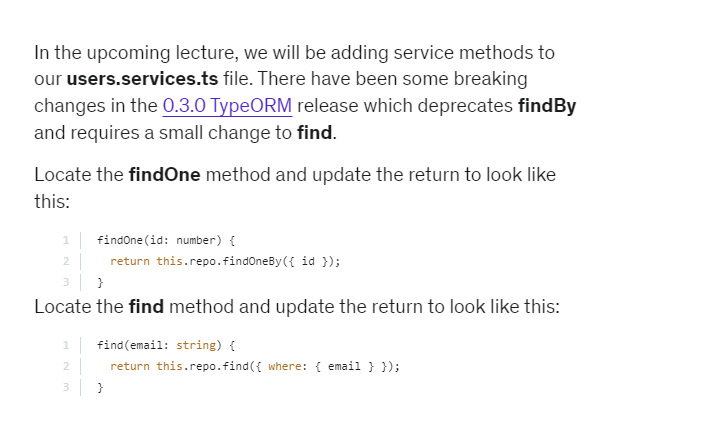 In the upcoming lecture, we will be adding service methods to
our users.services.ts file. There have been some breaking
changes in the 0.3.0 TypeORM release which deprecates findBy
and requires a small change to find.
Locate the findOne method and update the return to look like
this:
1 findOne(id: number) {
2 return this.repo.findOneBy({ id });
3 }
Locate the find method and update the return to look like this:
1 find(email: string) {
2 return this.repo.find({ where: { email } });
3 }